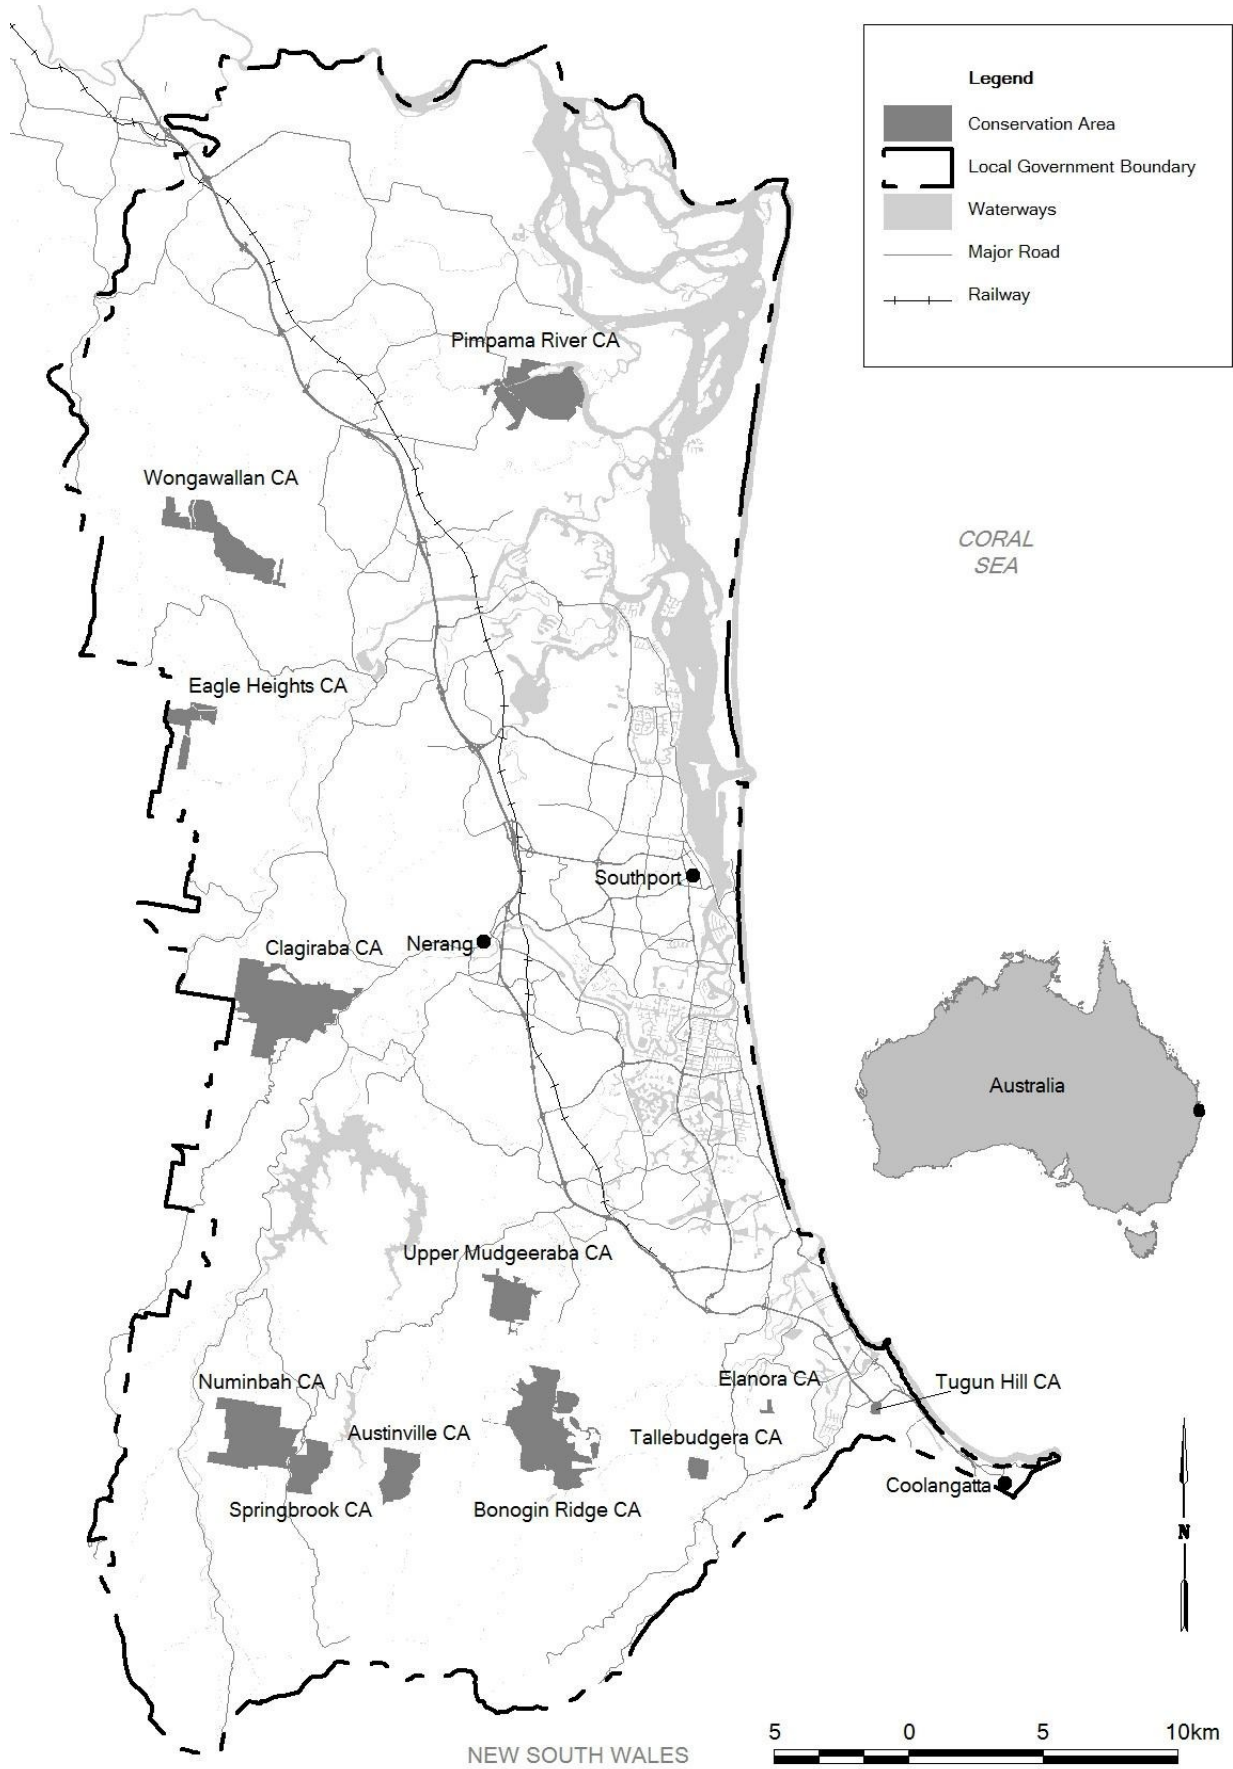 Legend
Conservation Area
Local Government Boundary
Waterways
Major Road
Railway
Pimpama River CA
Wongawallan CA
CORAL
SEA
Eagle Heights CA
Southport
Nerang
Clagiraba CA
Australia
Upper Mudgeeraba CA
Numinbah CA
Elanora CA
Tugun Hill CA
Austinville CA
Tallebudgera CA
Coolangatta
Springbrook CA
Bonogin Ridge CA
N
5 0 5 10km
NEW SOUTH WALES